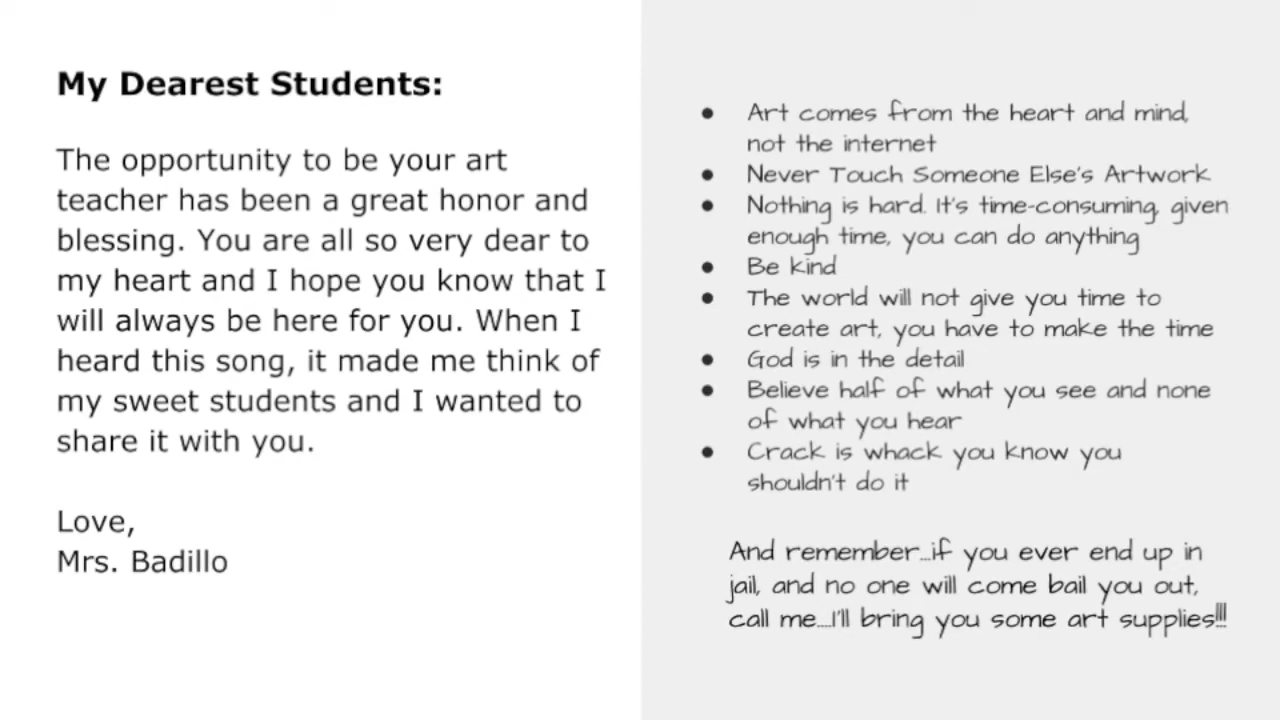 My Dearest Students:
The opportunity to be your art
teacher has been a great honor and
blessing. You are all so very dear to
my heart and I hope you know that I
will always be here for you. When I
heard this song, it made me think of
my sweet students and I wanted to
share it with you.
Love,
Mrs. Badillo
● Art comes from the heart and mind,
not the internet
● Never Touch Someone Else's Artwork
● Nothing is hard. It's time-consuming, given
enough time, you can do anything
● Be kind
● The world will not give you time to
create art, you have to make the time
● God is in the detail
● Believe half of what you see and none
of what you hear
● Crack is whack you know you
shouldn't do it
And remember...if you ever end up in
jail, and no one will come bail you out,
call me....I'll bring you some art supplies!!!